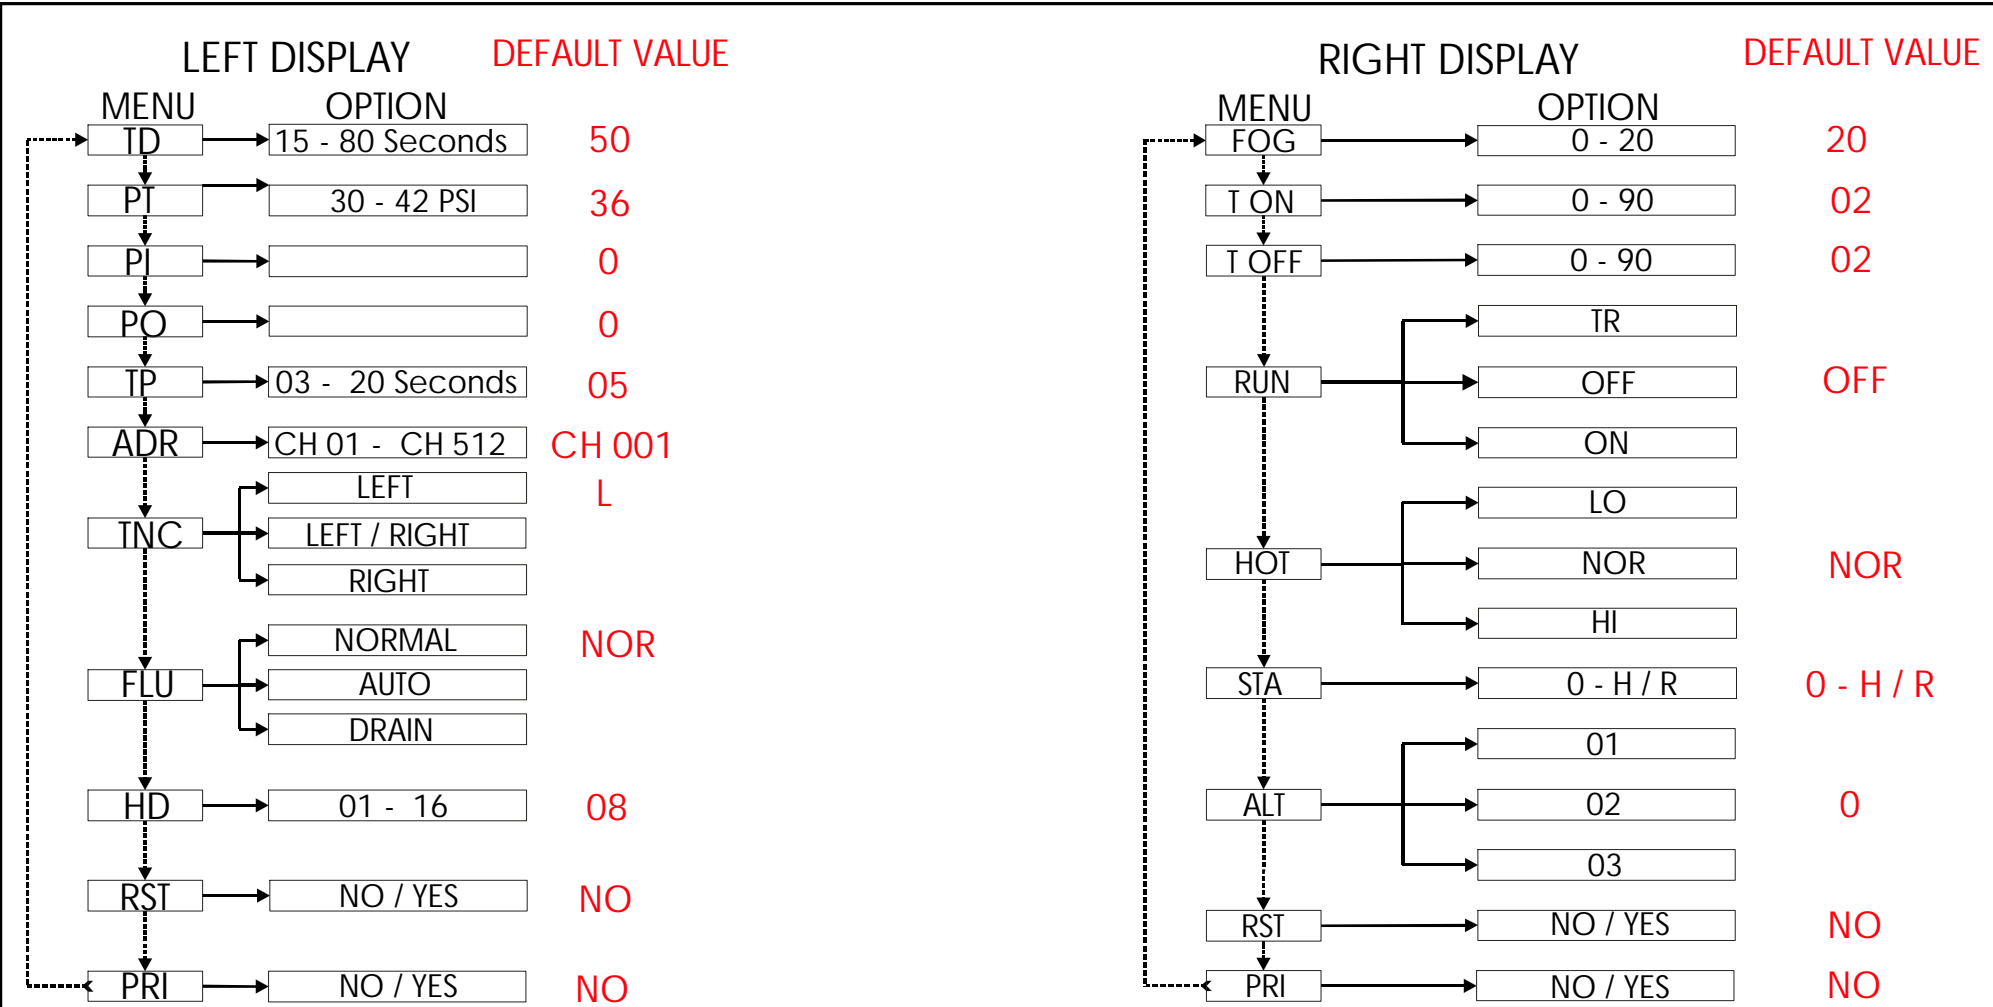 LEFT DISPLAY DEFAULT VALUE
MENU OPTION
TD 15 - 80 Seconds 50
PT 30 - 42 PSI 36
PI 0
PO 0
TP 03 - 20 Seconds 05
ADR CH 01 - CH 512 CH 001
LEFT L
TNC LEFT / RIGHT
RIGHT
NORMAL NOR
FLU AUTO
DRAIN
HD 01 - 16 08
RST NO / YES NO
PRI NO / YES NO
RIGHT DISPLAY DEFAULT VALUE
MENU OPTION
FOG 0 - 20 20
T ON 0 - 90 02
T OFF 0 - 90 02
TR
RUN OFF OFF
ON
LO
HOT NOR NOR
HI
STA 0 - H / R 0 - H / R
01
ALT 02 0
03
RST NO / YES NO
PRI NO / YES NO